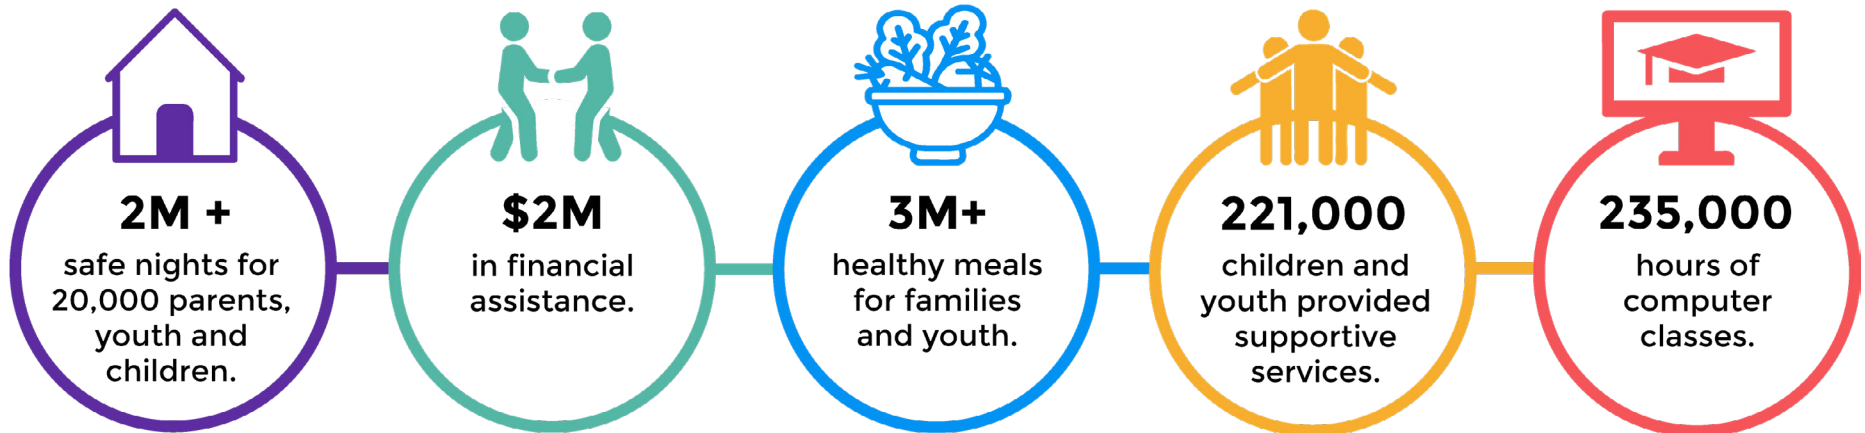 2M +
safe nights for
20,000 parents,
youth and
children.
$2M
in financial
assistance.
3M+
healthy meals
for families
and youth.
221,000
children and
youth provided
supportive
services.
235,000
hours of
computer
classes.